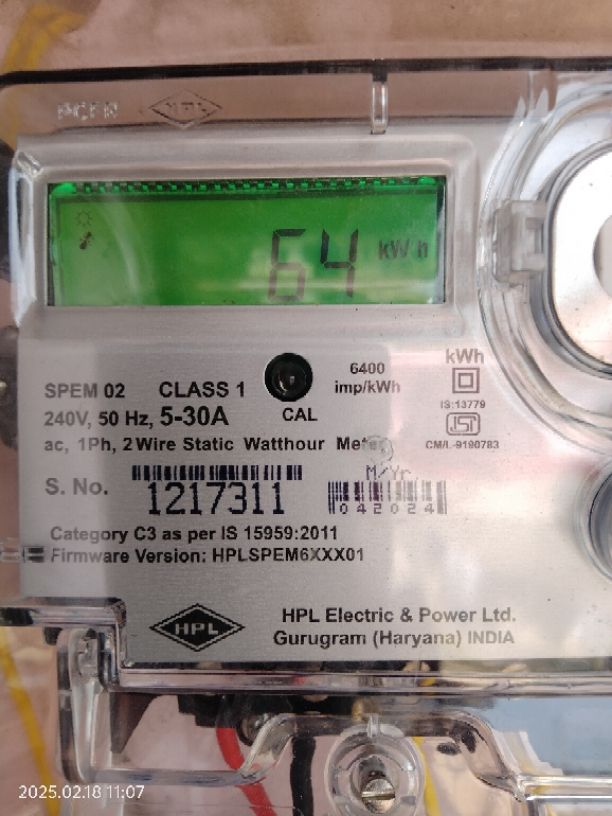 HPL
64 kWh
SPEM 02 CLASS 1
240V, 50 Hz, 5-30A
CAL
6400
imp/kWh
kWh
IS:13779
CM/L-9190783
ac, 1Ph, 2 Wire Static Watthour Meter
S. No. 1217311
M/Yr
042024
Category C3 as per IS 15959:2011
Firmware Version: HPLSPEM6XXX01
HPL
HPL Electric & Power Ltd.
Gurugram (Haryana) INDIA
2025.02.18 11:07